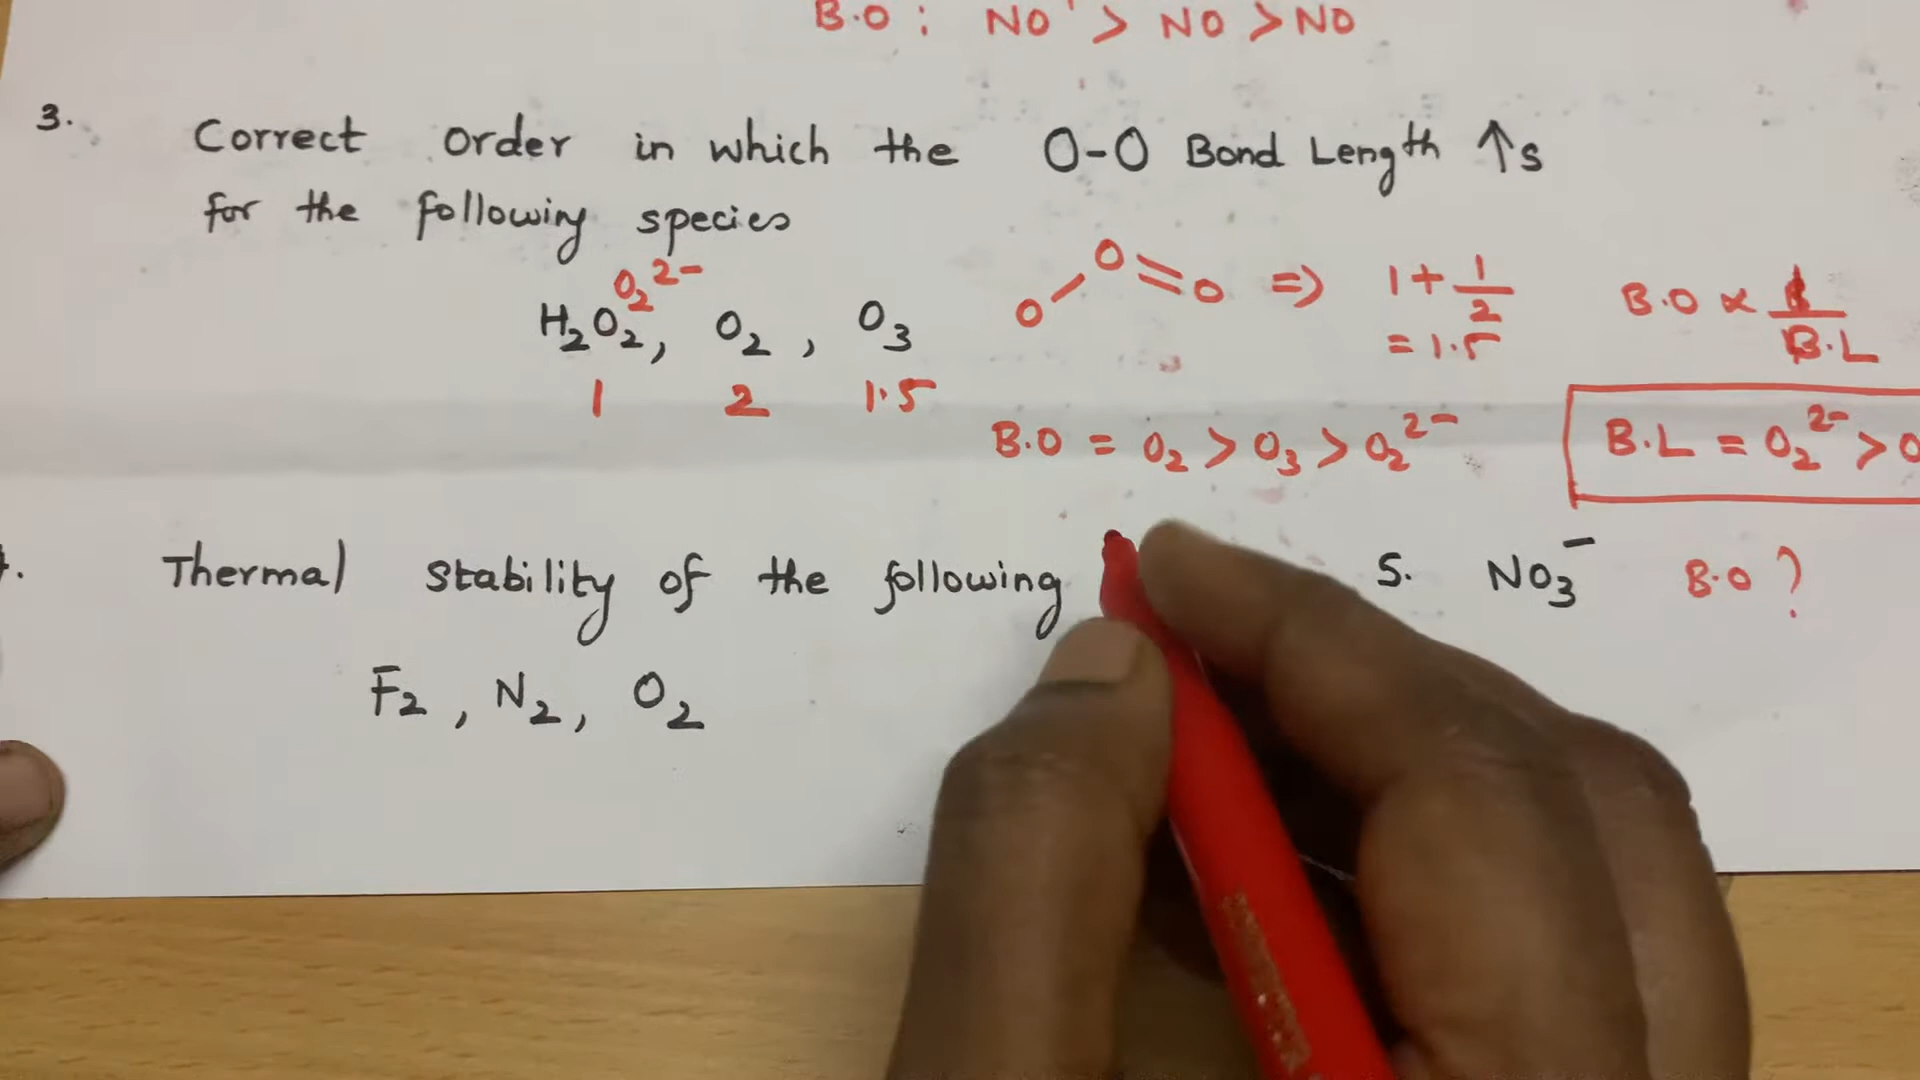 B.O : NO > NO > NO
3. Correct order in which the O-O Bond Length ↑s
for the following species
O₂²⁻
H₂O₂, O₂, O₃
1 2 1.5
O-O=O ⇒ 1 + 1/2
= 1.5
B.O ∝ 1/B.L
B.O = O₂ > O₃ > O₂²⁻
B.L = O₂²⁻ > O
Thermal stability of the following
F₂, N₂, O₂
5. NO₃⁻ B.O ?